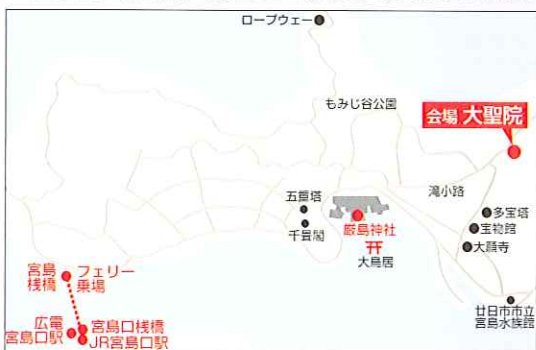 ロープウェー
もみじ谷公園
会場 大聖院
滝小路
五重塔
千畳閣
厳島神社
大鳥居
多宝塔
宝物館
大願寺
宮島
桟橋
フェリー
乗場
広電
宮島口駅
宮島口桟橋
JR宮島口駅
廿日市市立
宮島水族館